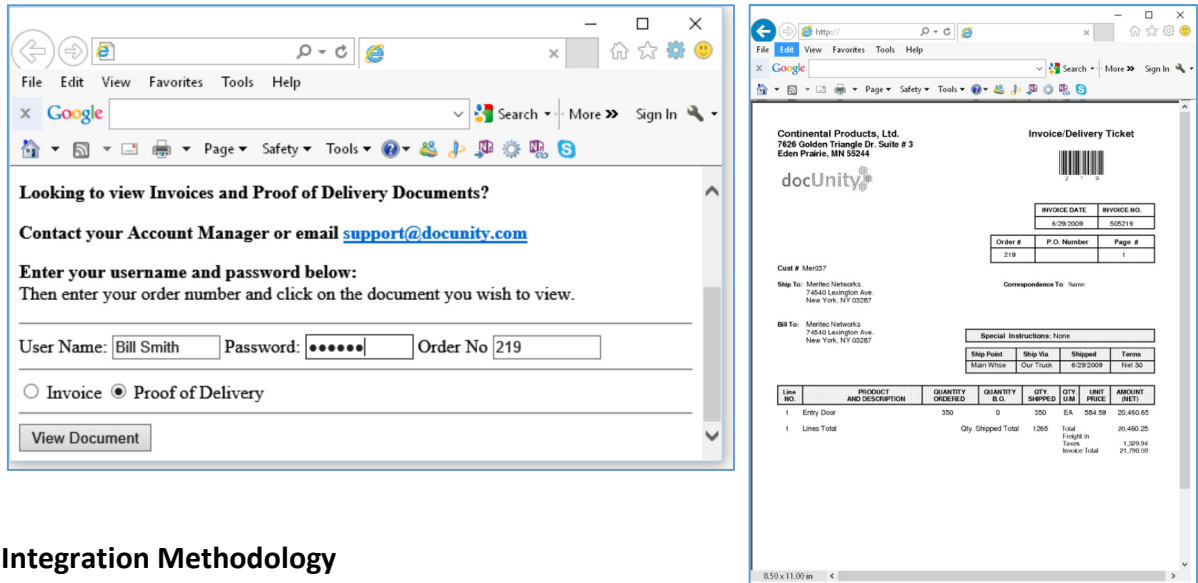 File Edit View Favorites Tools Help
x Google Search More » Sign In
Page Safety Tools
Looking to view Invoices and Proof of Delivery Documents?
Contact your Account Manager or email support@docunity.com
Enter your username and password below:
Then enter your order number and click on the document you wish to view.
User Name: Bill Smith Password: ●●●●●● Order No 219
Invoice Proof of Delivery
View Document
Integration Methodology
http://
File Edit View Favorites Tools Help
x Google Search More » Sign In
Page Safety Tools
Continental Products, Ltd. Invoice/Delivery Ticket
7626 Golden Triangle Dr. Suite # 3
Eden Prairie, MN 55244
docUnity
2 1 9
INVOICE DATE INVOICE NO.
6/29/2009 505219
Order # P.O. Number Page #
219 1
Cust # Mer037
Ship To: Meritec Networks Correspondence To: Same
74540 Lexington Ave.
New York, NY 03287
Bill To: Meritec Networks
74540 Lexington Ave.
New York, NY 03287
Special Instructions: None
Ship Point Ship Via Shipped Terms
Main Whse Our Truck 6/29/2009 Net 30
Line NO. PRODUCT AND DESCRIPTION QUANTITY ORDERED QUANTITY B.O. QTY. SHIPPED QTY U/M UNIT PRICE AMOUNT (NET)
1 Entry Door 350 0 350 EA 584.59 20,460.65
1 Lines Total Qty. Shipped Total 1265 Total 20,460.25
Freight In
Taxes 1,329.94
Invoice Total 21,790.59
8.50 x 11.00 in